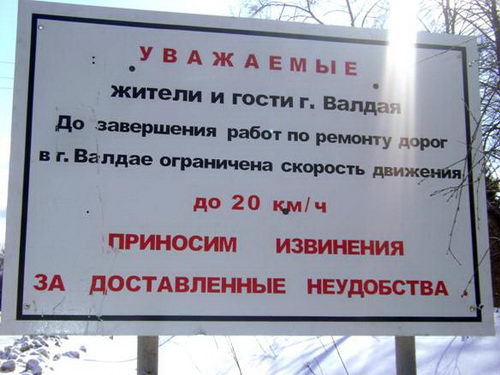 УВАЖАЕМЫЕ
жители и гости г. Валдая
До завершения работ по ремонту дорог
в г. Валдае ограничена скорость движения
до 20 км/ч
ПРИНОСИМ ИЗВИНЕНИЯ
ЗА ДОСТАВЛЕННЫЕ НЕУДОБСТВА.